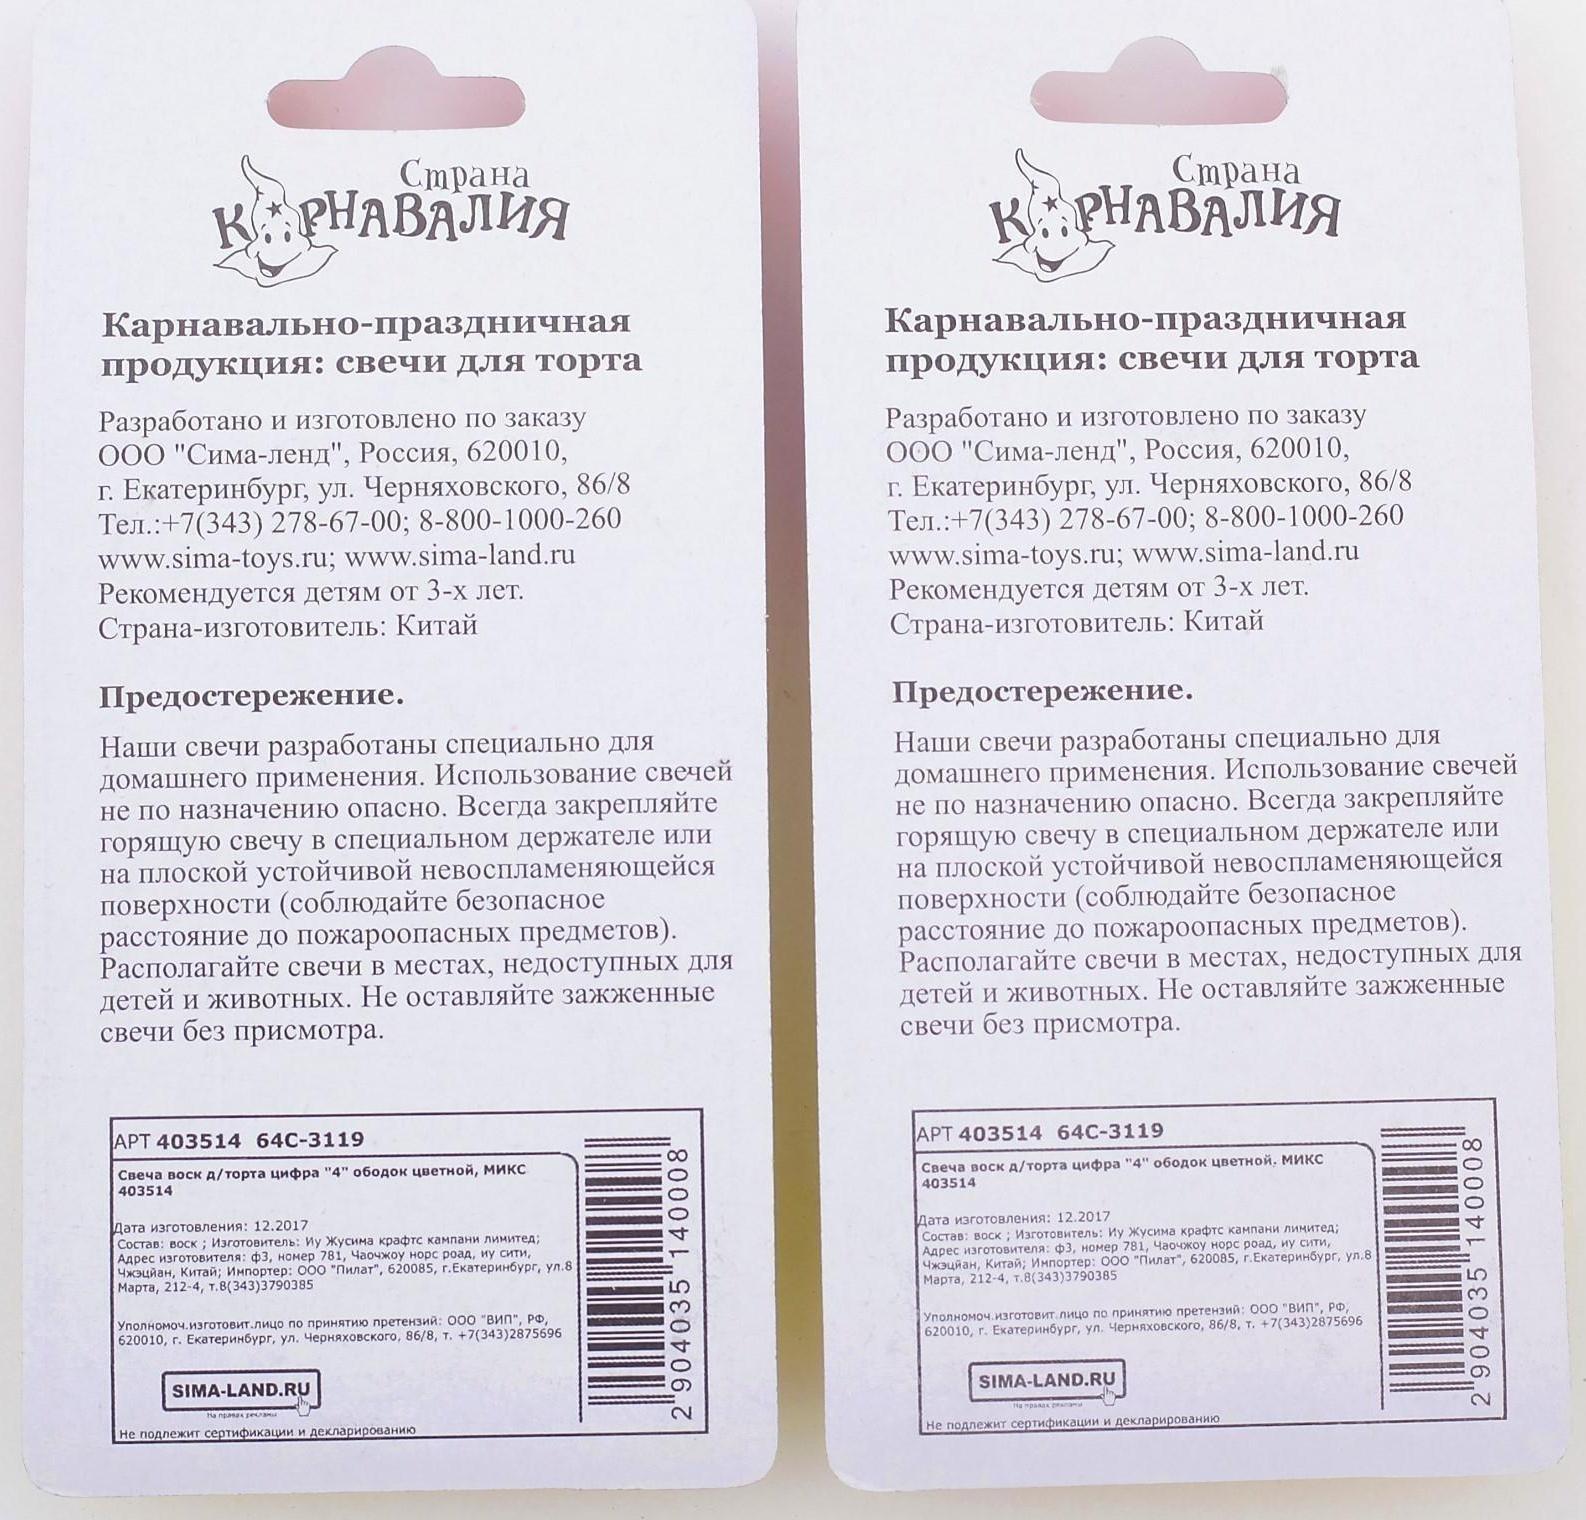 Страна
КАРНАВАЛИЯ
Карнавально-праздничная
продукция: свечи для торта
Разработано и изготовлено по заказу
ООО "Сима-ленд", Россия, 620010,
г. Екатеринбург, ул. Черняховского, 86/8
Тел.:+7(343) 278-67-00; 8-800-1000-260
www.sima-toys.ru; www.sima-land.ru
Рекомендуется детям от 3-х лет.
Страна-изготовитель: Китай
Предостережение.
Наши свечи разработаны специально для
домашнего применения. Использование свечей
не по назначению опасно. Всегда закрепляйте
горящую свечу в специальном держателе или
на плоской устойчивой невоспламеняющейся
поверхности (соблюдайте безопасное
расстояние до пожароопасных предметов).
Располагайте свечи в местах, недоступных для
детей и животных. Не оставляйте зажженные
свечи без присмотра.
АРТ 403514 64С-3119
Свеча воск д/торта цифра "4" ободок цветной, МИКС
403514
Дата изготовления: 12.2017
Состав: воск ; Изготовитель: Иу Жусима крафтс кампани лимитед;
Адрес изготовителя: ф3, номер 781, Чаочжоу норс роад, иу сити,
Чжэцйан, Китай; Импортер: ООО "Пилат", 620085, г.Екатеринбург, ул.8
Марта, 212-4, т.8(343)3790385
Уполномоч.изготовит.лицо по принятию претензий: ООО "ВИП", РФ,
620010, г. Екатеринбург, ул. Черняховского, 86/8, т. +7(343)2875696
SIMA-LAND.RU
На правах рекламы
Не подлежит сертификации и декларированию
2"904035 140008
Страна
КАРНАВАЛИЯ
Карнавально-праздничная
продукция: свечи для торта
Разработано и изготовлено по заказу
ООО "Сима-ленд", Россия, 620010,
г. Екатеринбург, ул. Черняховского, 86/8
Тел.:+7(343) 278-67-00; 8-800-1000-260
www.sima-toys.ru; www.sima-land.ru
Рекомендуется детям от 3-х лет.
Страна-изготовитель: Китай
Предостережение.
Наши свечи разработаны специально для
домашнего применения. Использование свечей
не по назначению опасно. Всегда закрепляйте
горящую свечу в специальном держателе или
на плоской устойчивой невоспламеняющейся
поверхности (соблюдайте безопасное
расстояние до пожароопасных предметов).
Располагайте свечи в местах, недоступных для
детей и животных. Не оставляйте зажженные
свечи без присмотра.
АРТ 403514 64С-3119
Свеча воск д/торта цифра "4" ободок цветной, МИКС
403514
Дата изготовления: 12.2017
Состав: воск ; Изготовитель: Иу Жусима крафтс кампани лимитед;
Адрес изготовителя: ф3, номер 781, Чаочжоу норс роад, иу сити,
Чжэцйан, Китай; Импортер: ООО "Пилат", 620085, г.Екатеринбург, ул.8
Марта, 212-4, т.8(343)3790385
Уполномоч.изготовит.лицо по принятию претензий: ООО "ВИП", РФ,
620010, г. Екатеринбург, ул. Черняховского, 86/8, т. +7(343)2875696
SIMA-LAND.RU
На правах рекламы
Не подлежит сертификации и декларированию
2"904035 140008